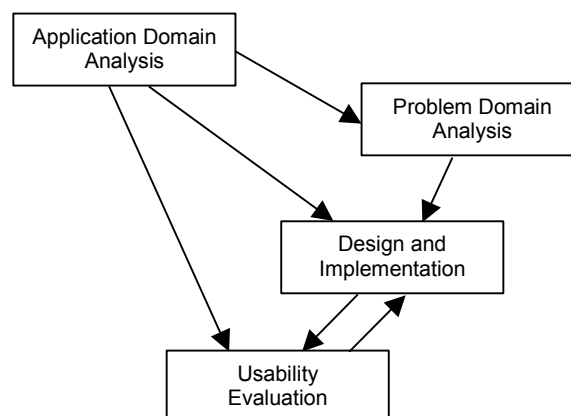 Application Domain
Analysis
Problem Domain
Analysis
Design and
Implementation
Usability
Evaluation